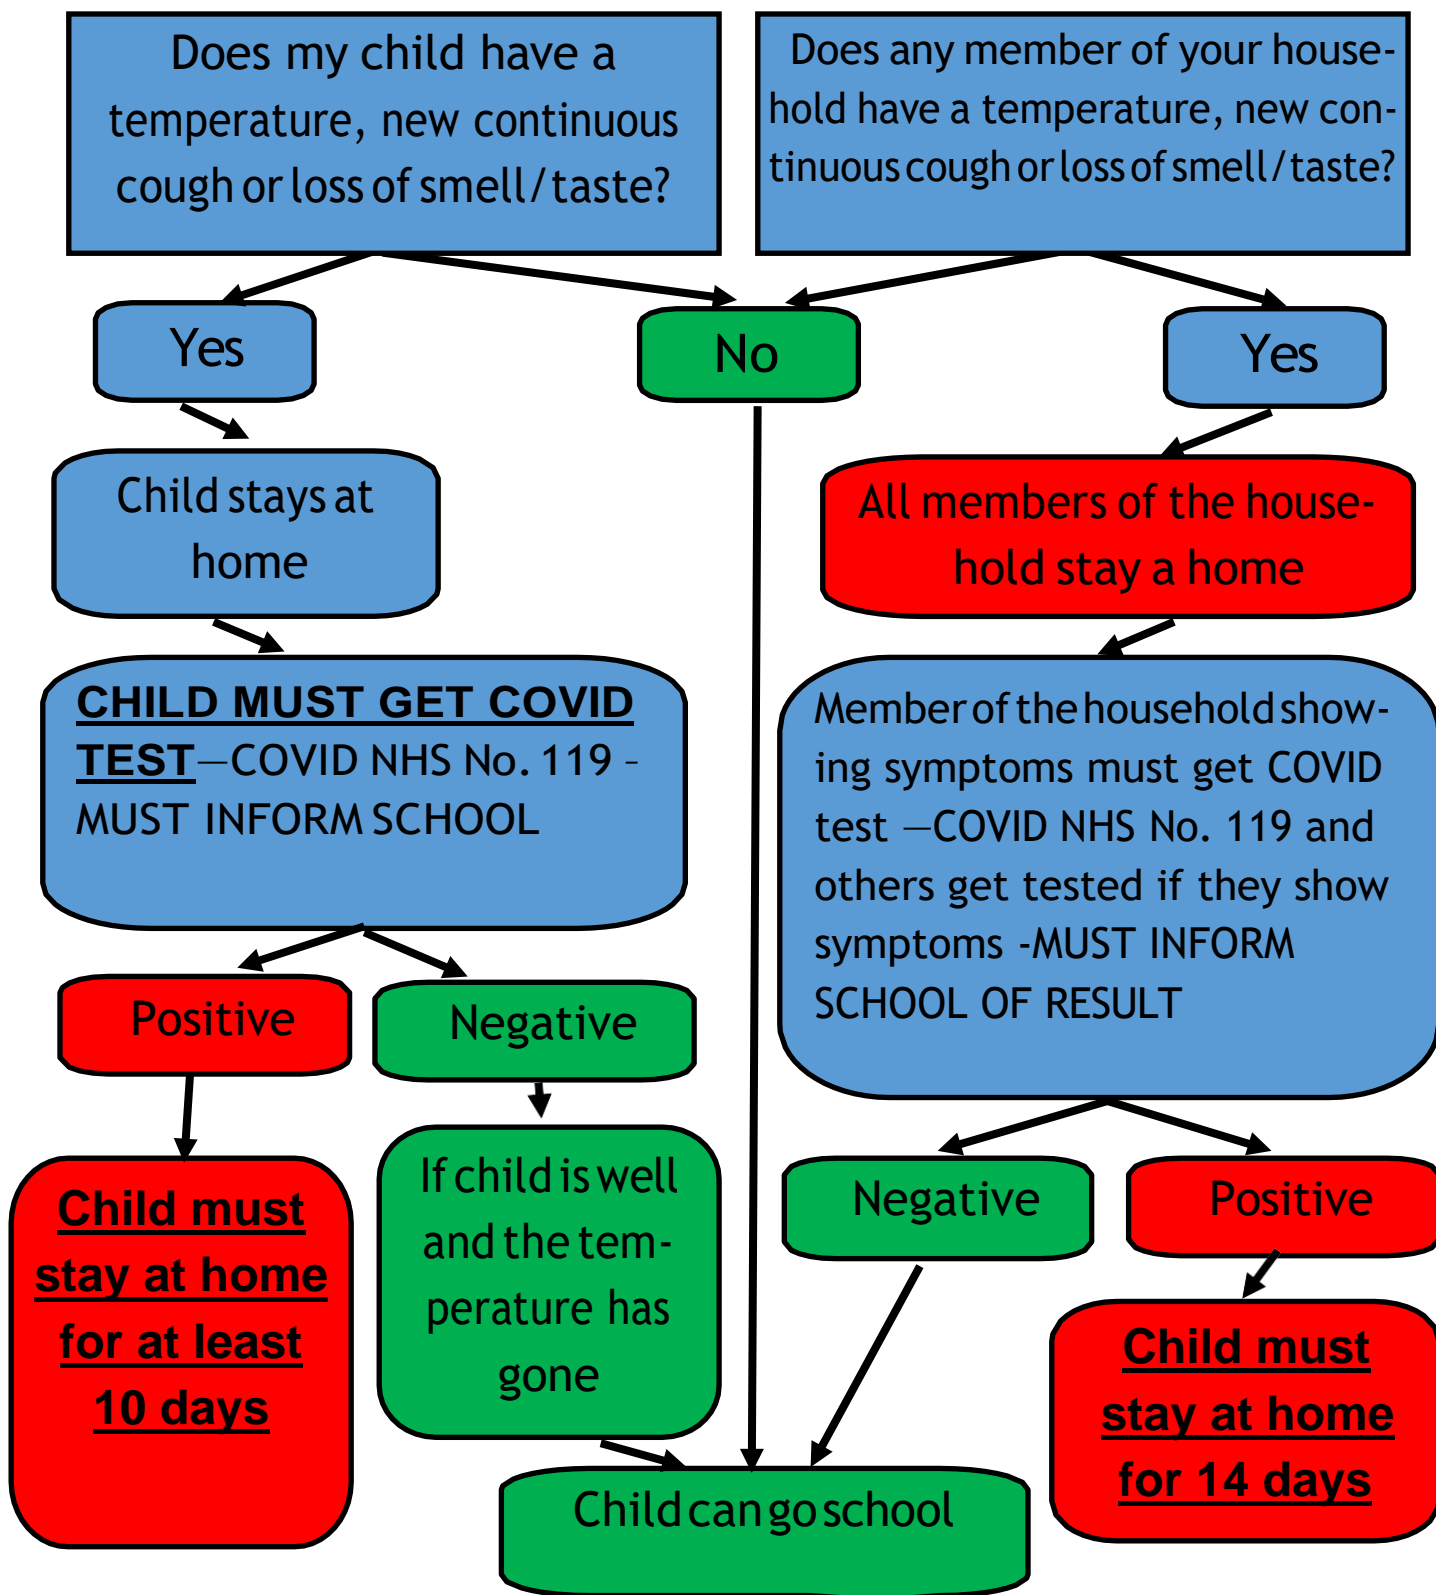 Does my child have a
temperature, new continuous
cough or loss of smell/taste?
Does any member of your house-
hold have a temperature, new con-
tinuous cough or loss of smell/taste?
Yes
No
Yes
Child stays at
home
All members of the house-
hold stay a home
CHILD MUST GET COVID
TEST—COVID NHS No. 119 –
MUST INFORM SCHOOL
Member of the household show-
ing symptoms must get COVID
test —COVID NHS No. 119 and
others get tested if they show
symptoms -MUST INFORM
SCHOOL OF RESULT
Positive
Negative
If child is well
and the tem-
perature has
gone
Child must
stay at home
for at least
10 days
Negative
Positive
Child must
stay at home
for 14 days
Child can go school